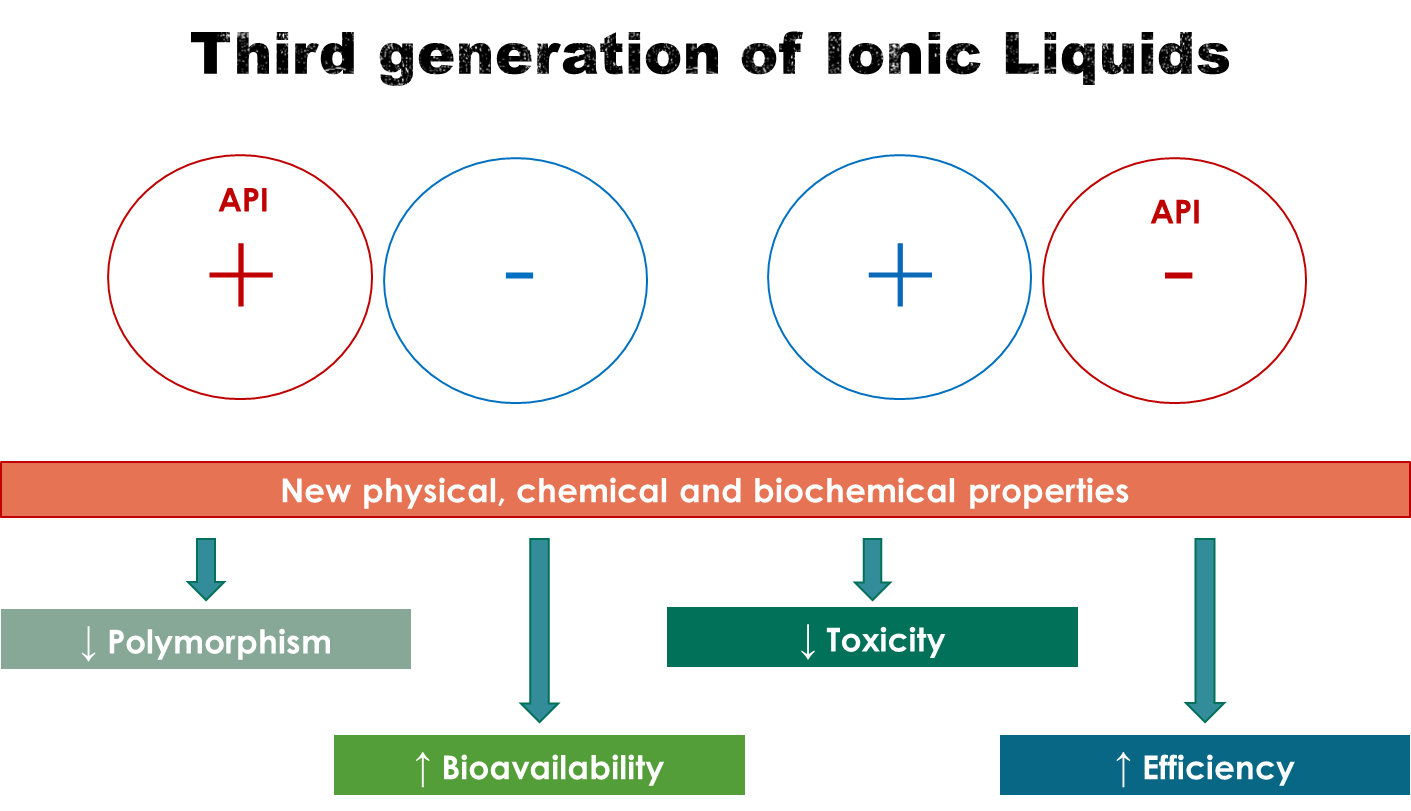 Third generation of Ionic Liquids
API
API
+
-
+
-
New physical, chemical and biochemical properties
↓ Polymorphism
↓ Toxicity
↑ Bioavailability
↑ Efficiency